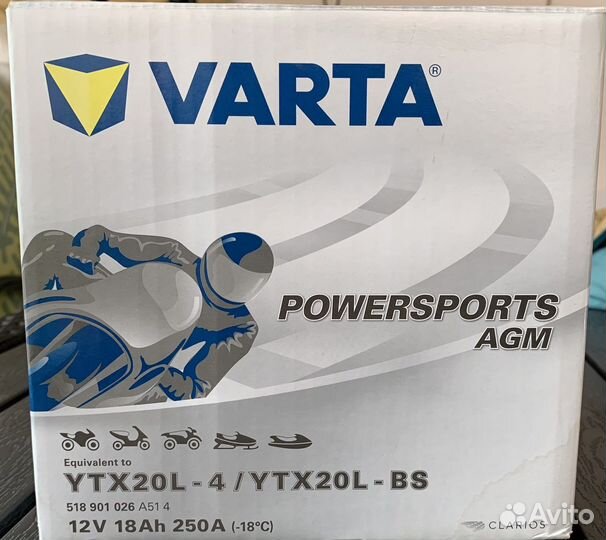 VARTA®
POWERSPORTS
AGM
Equivalent to
YTX20L - 4 / YTX20L - BS
518 901 026 A51 4
12V 18Ah 250A (-18°C)
CLARIOS
Avito